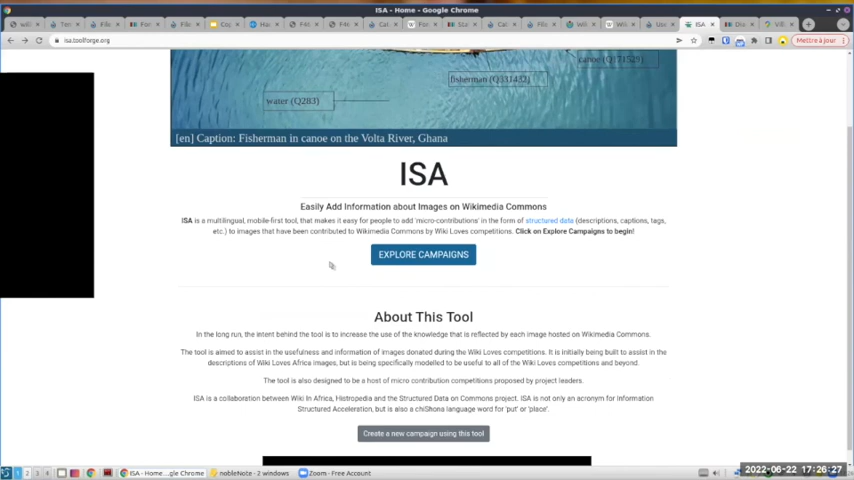 ISA - Home - Google Chrome
ISA
isa.toolforge.org
Mettre à jour
canoe (Q171529)
fisherman (Q331432)
water (Q283)
[en] Caption: Fisherman in canoe on the Volta River, Ghana
ISA
Easily Add Information about Images on Wikimedia Commons
ISA is a multilingual, mobile-first tool, that makes it easy for people to add 'micro-contributions' in the form of structured data (descriptions, captions, tags,
etc.) to images that have been contributed to Wikimedia Commons by Wiki Loves competitions. Click on Explore Campaigns to begin!
EXPLORE CAMPAIGNS
About This Tool
In the long run, the intent behind the tool is to increase the use of the knowledge that is reflected by each image hosted on Wikimedia Commons.
The tool is aimed to assist in the usefulness and information of images donated during the Wiki Loves competitions. It is initially being built to assist in the
descriptions of Wiki Loves Africa images, but is being specifically modelled to be useful to all of the Wiki Loves competitions and beyond.
The tool is also designed to be a host of micro contribution competitions proposed by project leaders.
ISA is a collaboration between Wiki In Africa, Histropedia and the Structured Data on Commons project. ISA is not only an acronym for Information
Structured Acceleration, but is also a chiShona language word for 'put' or 'place'.
Create a new campaign using this tool
1 2 3 4
ISA - Home ...gle Chrome
nobleNote - 2 windows
Zoom - Free Account
2022-06-22 17:26:27